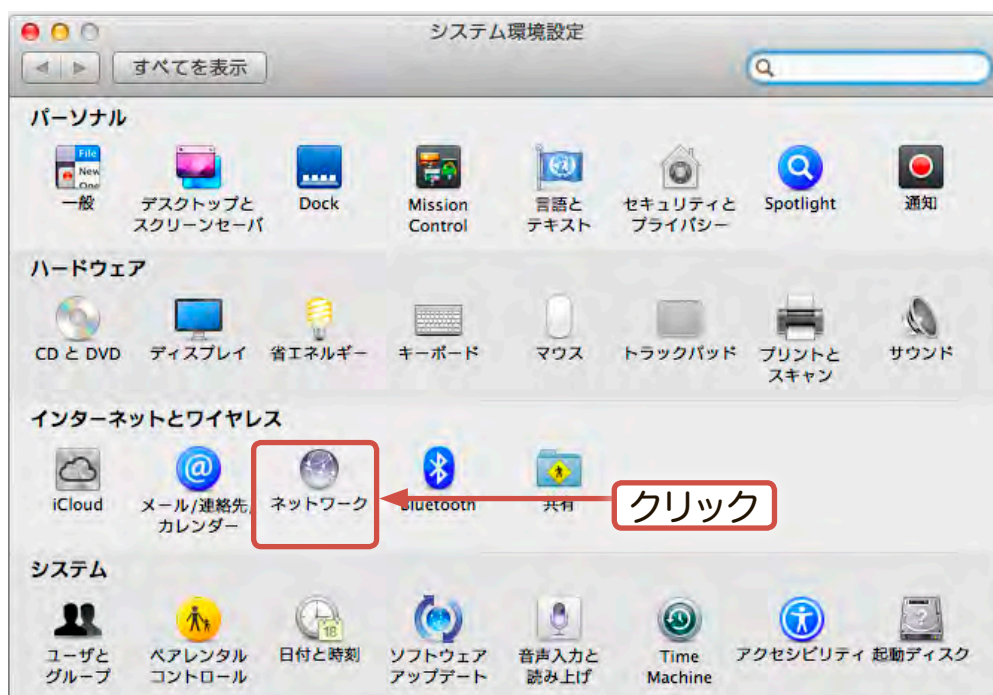 システム環境設定
すべてを表示
パーソナル
File
New
One
一般
デスクトップと
スクリーンセーバ
Dock
Mission
Control
言語と
テキスト
セキュリティと
プライバシー
Spotlight
通知
ハードウェア
CD と DVD
ディスプレイ
省エネルギー
キーボード
マウス
トラックパッド
プリントと
スキャン
サウンド
インターネットとワイヤレス
iCloud
メール/連絡先/
カレンダー
ネットワーク
Bluetooth
共有
クリック
システム
ユーザと
グループ
ペアレンタル
コントロール
18
日付と時刻
ソフトウェア
アップデート
音声入力と
読み上げ
Time
Machine
アクセシビリティ
?
起動ディスク